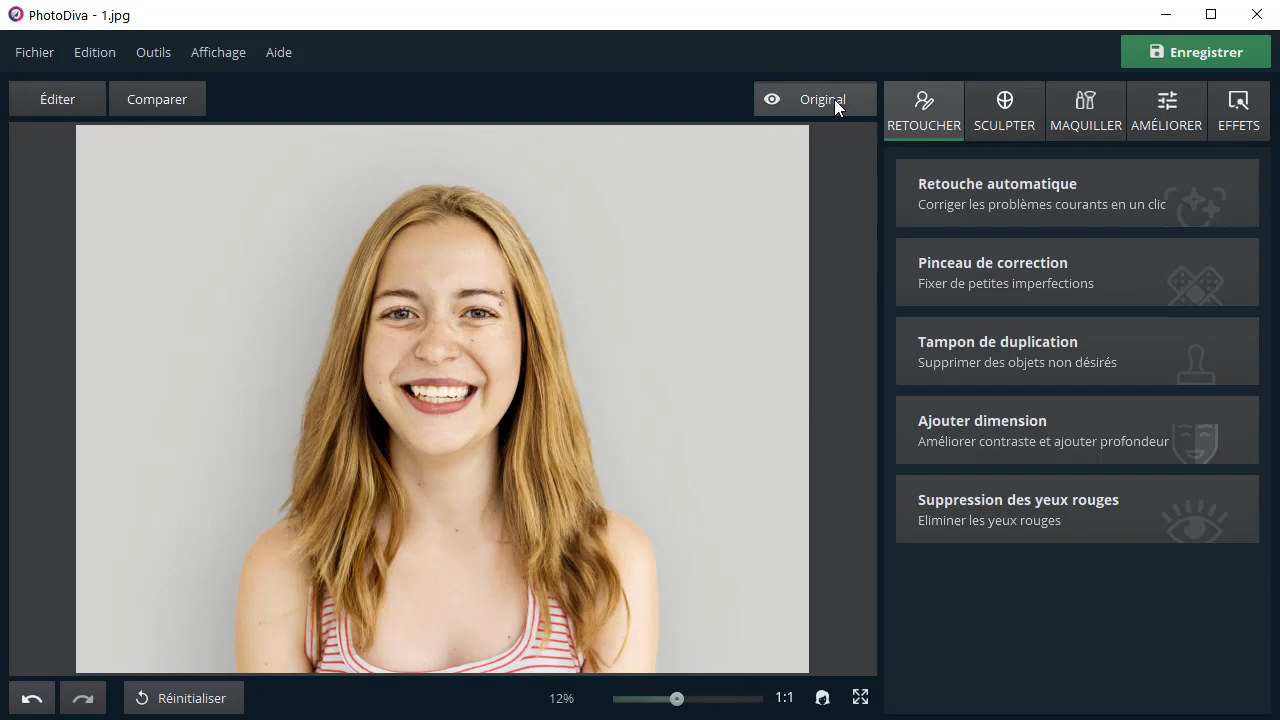 PhotoDiva - 1.jpg
Fichier Edition Outils Affichage Aide
Enregistrer
Éditer Comparer Original
RETOUCHER SCULPTER MAQUILLER AMÉLIORER EFFETS
Retouche automatique
Corriger les problèmes courants en un clic
Pinceau de correction
Fixer de petites imperfections
Tampon de duplication
Supprimer des objets non désirés
Ajouter dimension
Améliorer contraste et ajouter profondeur
Suppression des yeux rouges
Eliminer les yeux rouges
Réinitialiser 12% 1:1